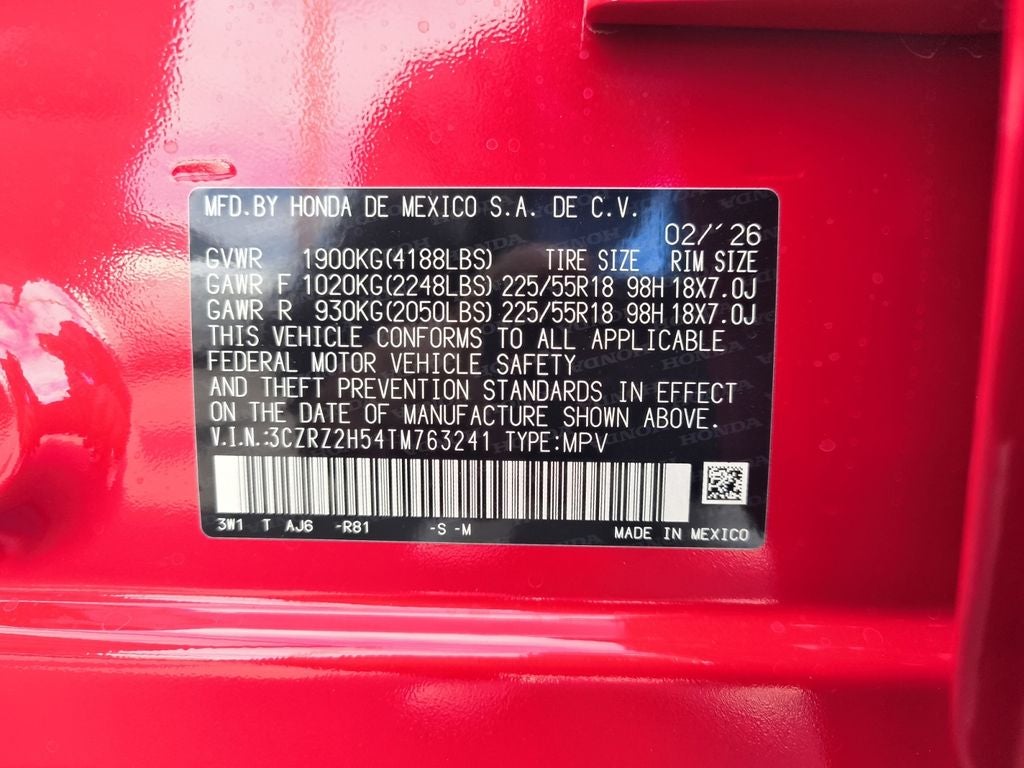 MFD.BY HONDA DE MEXICO S.A. DE C.V.
02/'26
GVWR 1900KG(4188LBS) TIRE SIZE RIM SIZE
GAWR F 1020KG(2248LBS) 225/55R18 98H 18X7.0J
GAWR R 930KG(2050LBS) 225/55R18 98H 18X7.0J
THIS VEHICLE CONFORMS TO ALL APPLICABLE
FEDERAL MOTOR VEHICLE SAFETY
AND THEFT PREVENTION STANDARDS IN EFFECT
ON THE DATE OF MANUFACTURE SHOWN ABOVE.
V.I.N.:3CZRZ2H54TM763241 TYPE:MPV
3W1 T AJ6 -R81 -S -M MADE IN MEXICO